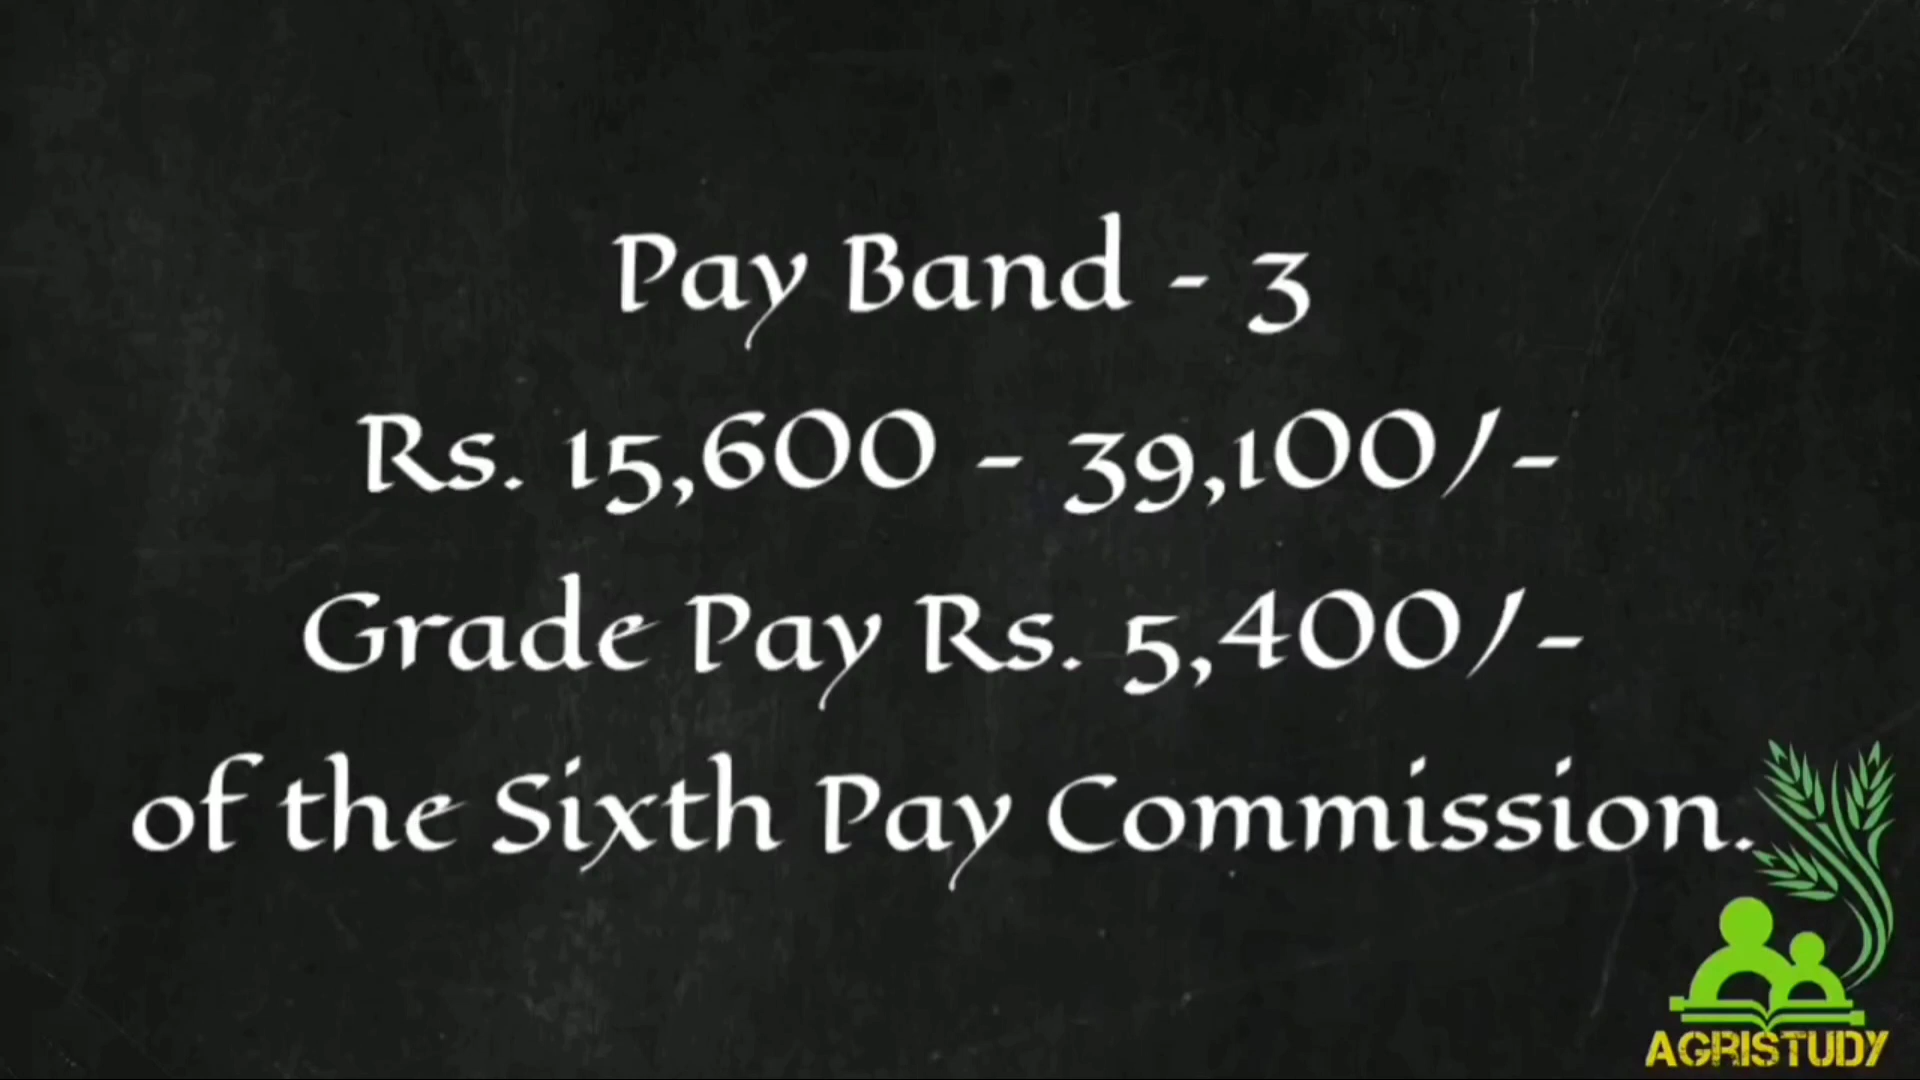 Pay Band - 3
Rs. 15,600 - 39,100/-
Grade Pay Rs. 5,400/-
of the Sixth Pay Commission.
AGRISTUDY